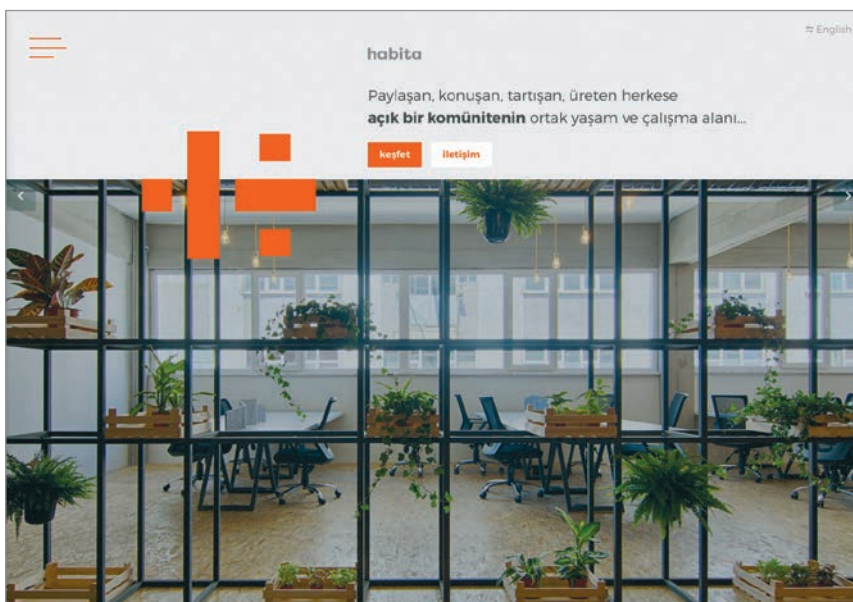 English
habita
Paylaşan, konuşan, tartışan, üreten herkese
açık bir komünitenin ortak yaşam ve çalışma alanı...
keşfet
iletişim